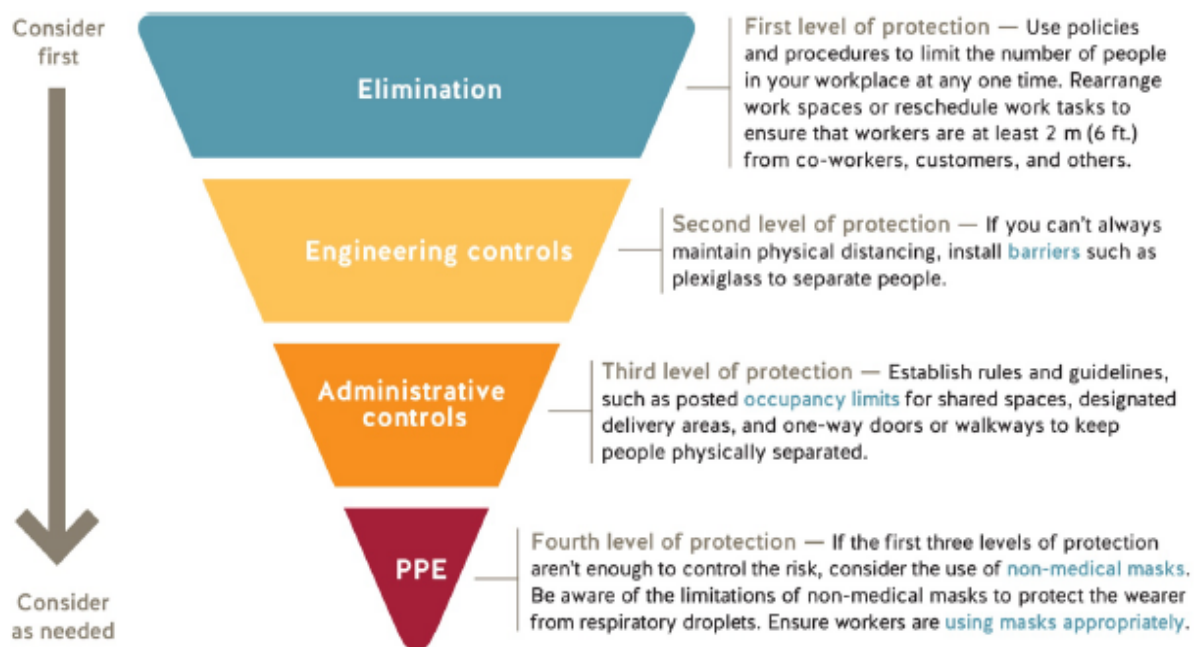 Consider
first
Elimination
First level of protection — Use policies
and procedures to limit the number of people
in your workplace at any one time. Rearrange
work spaces or reschedule work tasks to
ensure that workers are at least 2 m (6 ft.)
from co-workers, customers, and others.
Engineering controls
Second level of protection — If you can't always
maintain physical distancing, install barriers such as
plexiglass to separate people.
Administrative
controls
Third level of protection — Establish rules and guidelines,
such as posted occupancy limits for shared spaces, designated
delivery areas, and one-way doors or walkways to keep
people physically separated.
PPE
Fourth level of protection — If the first three levels of protection
aren't enough to control the risk, consider the use of non-medical masks.
Be aware of the limitations of non-medical masks to protect the wearer
from respiratory droplets. Ensure workers are using masks appropriately.
Consider
as needed